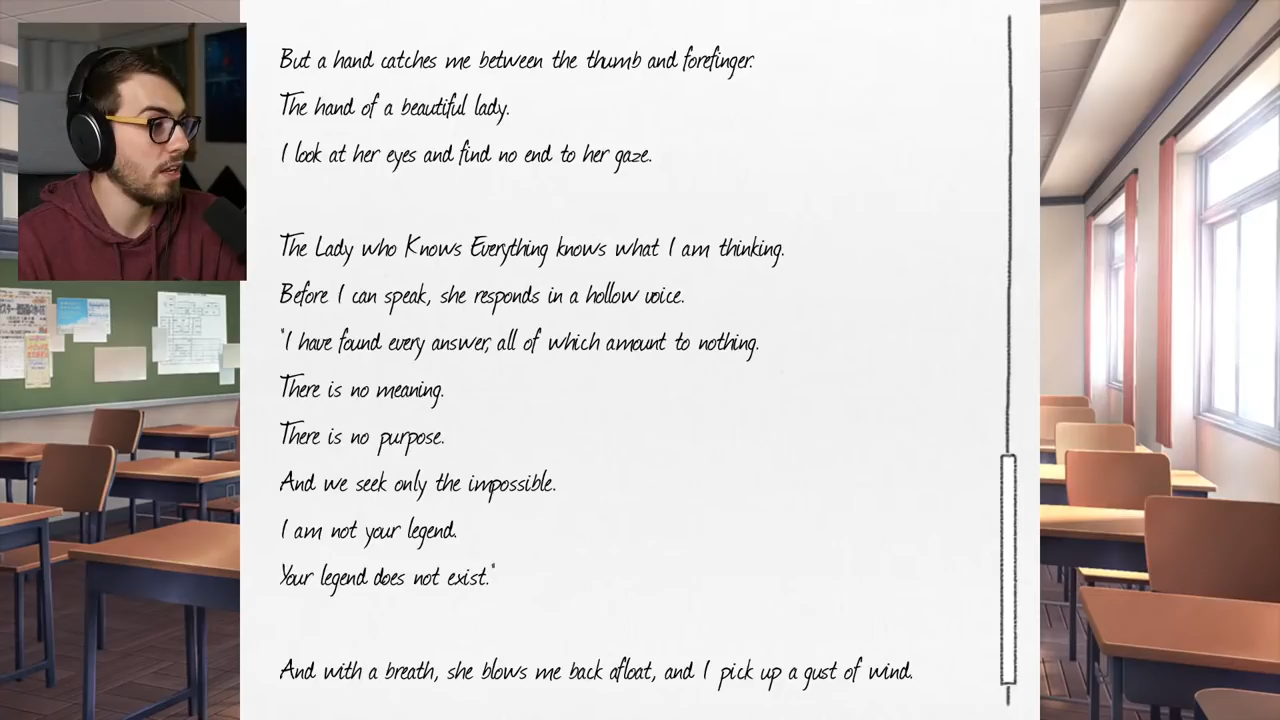 But a hand catches me between the thumb and forefinger.
The hand of a beautiful lady.
I look at her eyes and find no end to her gaze.
The Lady who Knows Everything knows what I am thinking.
Before I can speak, she responds in a hollow voice.
"I have found every answer, all of which amount to nothing.
There is no meaning.
There is no purpose.
And we seek only the impossible.
I am not your legend.
Your legend does not exist."
And with a breath, she blows me back afloat, and I pick up a gust of wind.